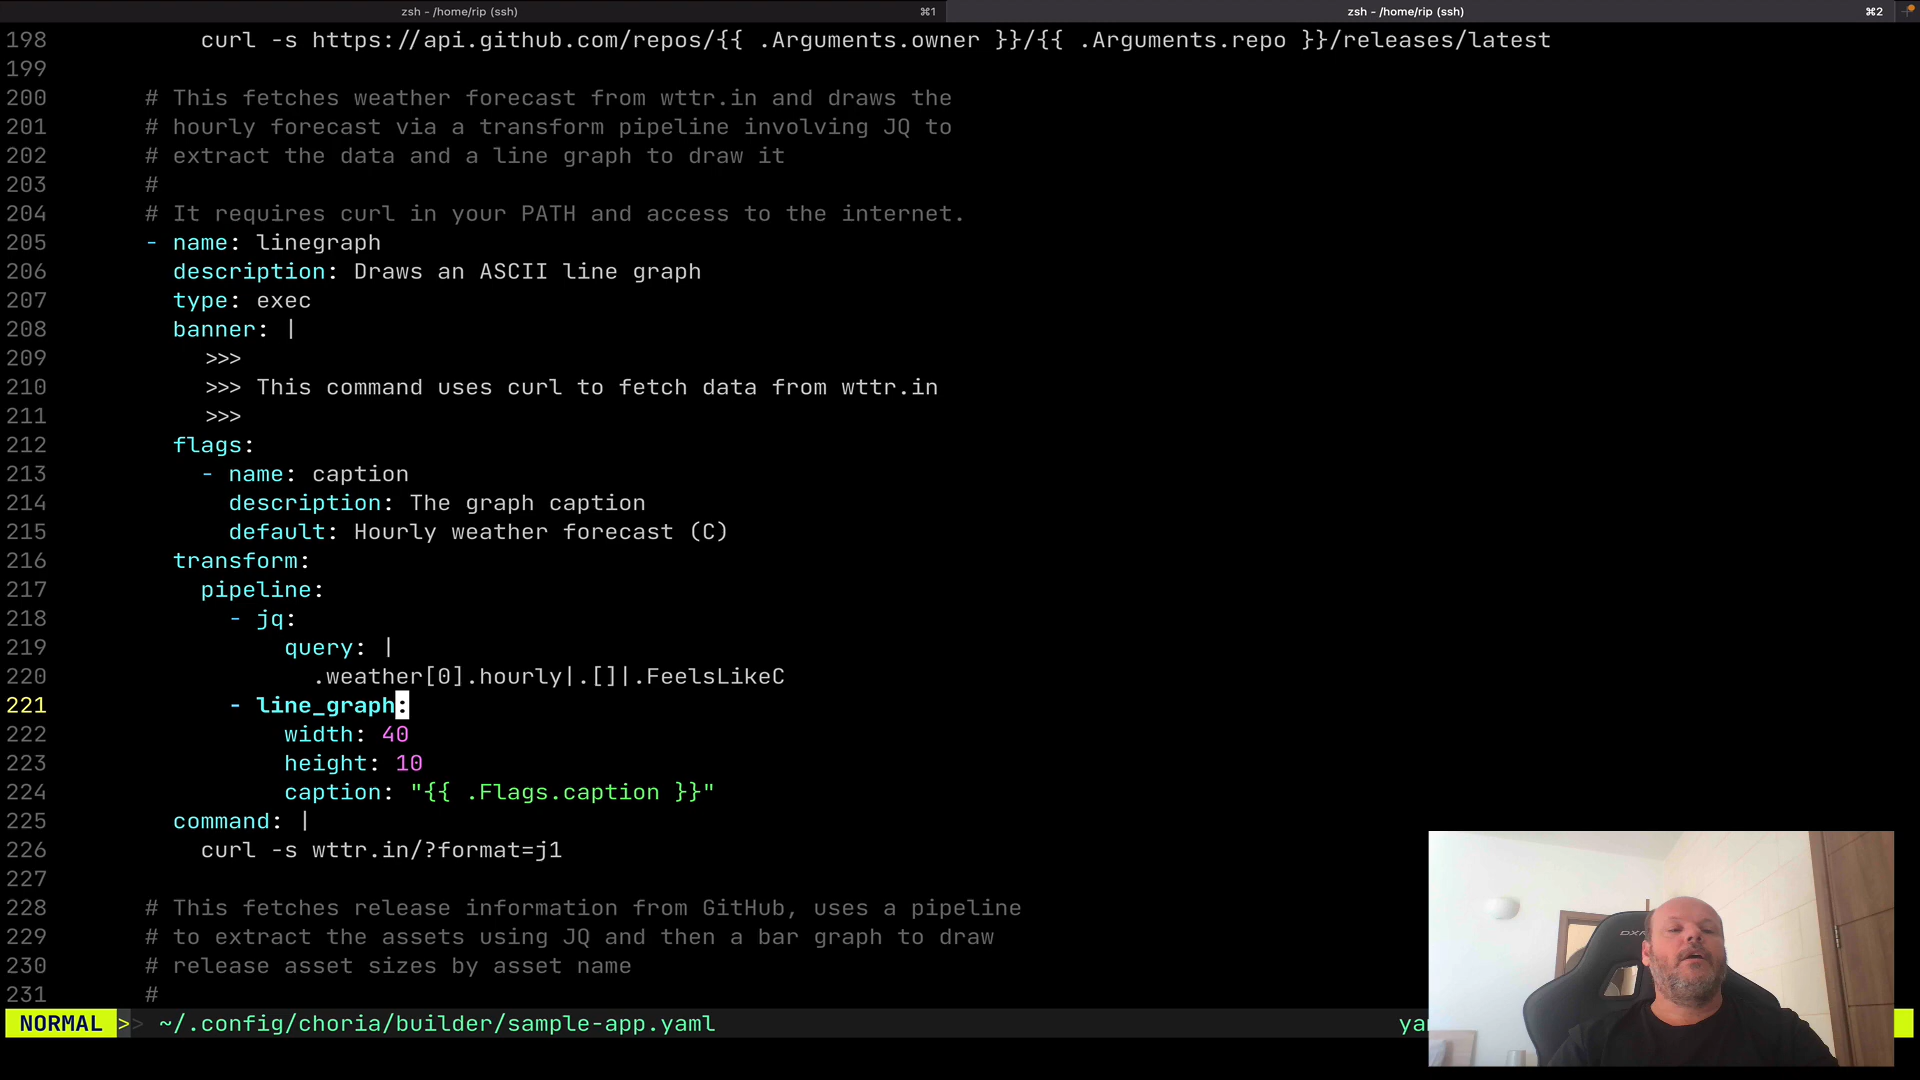 zsh - /home/rip (ssh) ⌘1 zsh - /home/rip (ssh) ⌘2
198 curl -s https://api.github.com/repos/{{ .Arguments.owner }}/{{ .Arguments.repo }}/releases/latest
199
200 # This fetches weather forecast from wttr.in and draws the
201 # hourly forecast via a transform pipeline involving JQ to
202 # extract the data and a line graph to draw it
203 #
204 # It requires curl in your PATH and access to the internet.
205 - name: linegraph
206 description: Draws an ASCII line graph
207 type: exec
208 banner: |
209 >>>
210 >>> This command uses curl to fetch data from wttr.in
211 >>>
212 flags:
213 - name: caption
214 description: The graph caption
215 default: Hourly weather forecast (C)
216 transform:
217 pipeline:
218 - jq:
219 query: |
220 .weather[0].hourly|.[]|.FeelsLikeC
221 - line_graph:
222 width: 40
223 height: 10
224 caption: "{{ .Flags.caption }}"
225 command: |
226 curl -s wttr.in/?format=j1
227
228 # This fetches release information from GitHub, uses a pipeline
229 # to extract the assets using JQ and then a bar graph to draw
230 # release asset sizes by asset name
231 #
NORMAL >> ~/.config/choria/builder/sample-app.yaml